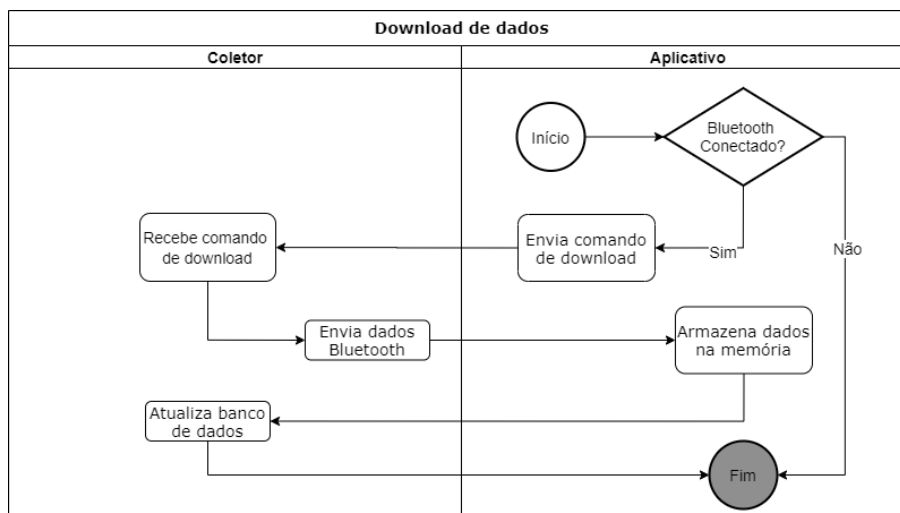 Download de dados
Coletor
Aplicativo
Início
Bluetooth
Conectado?
Recebe comando
de download
Envia comando
de download
Sim
Não
Envia dados
Bluetooth
Armazena dados
na memória
Atualiza banco
de dados
Fim